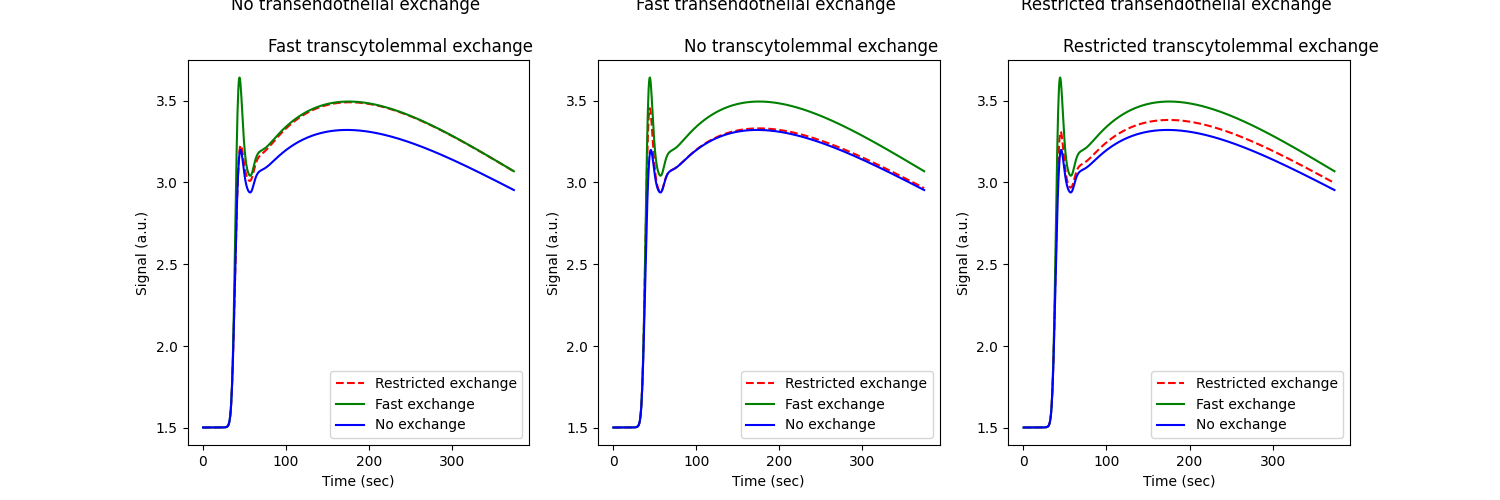 No transendothelial exchange
Fast transcytolemmal exchange
3.5
3.0
2.5
2.0
1.5
Signal (a.u.)
0
100
200
300
Time (sec)
Restricted exchange
Fast exchange
No exchange
Fast transendothelial exchange
No transcytolemmal exchange
3.5
3.0
2.5
2.0
1.5
Signal (a.u.)
0
100
200
300
Time (sec)
Restricted exchange
Fast exchange
No exchange
Restricted transendothelial exchange
Restricted transcytolemmal exchange
3.5
3.0
2.5
2.0
1.5
Signal (a.u.)
0
100
200
300
Time (sec)
Restricted exchange
Fast exchange
No exchange